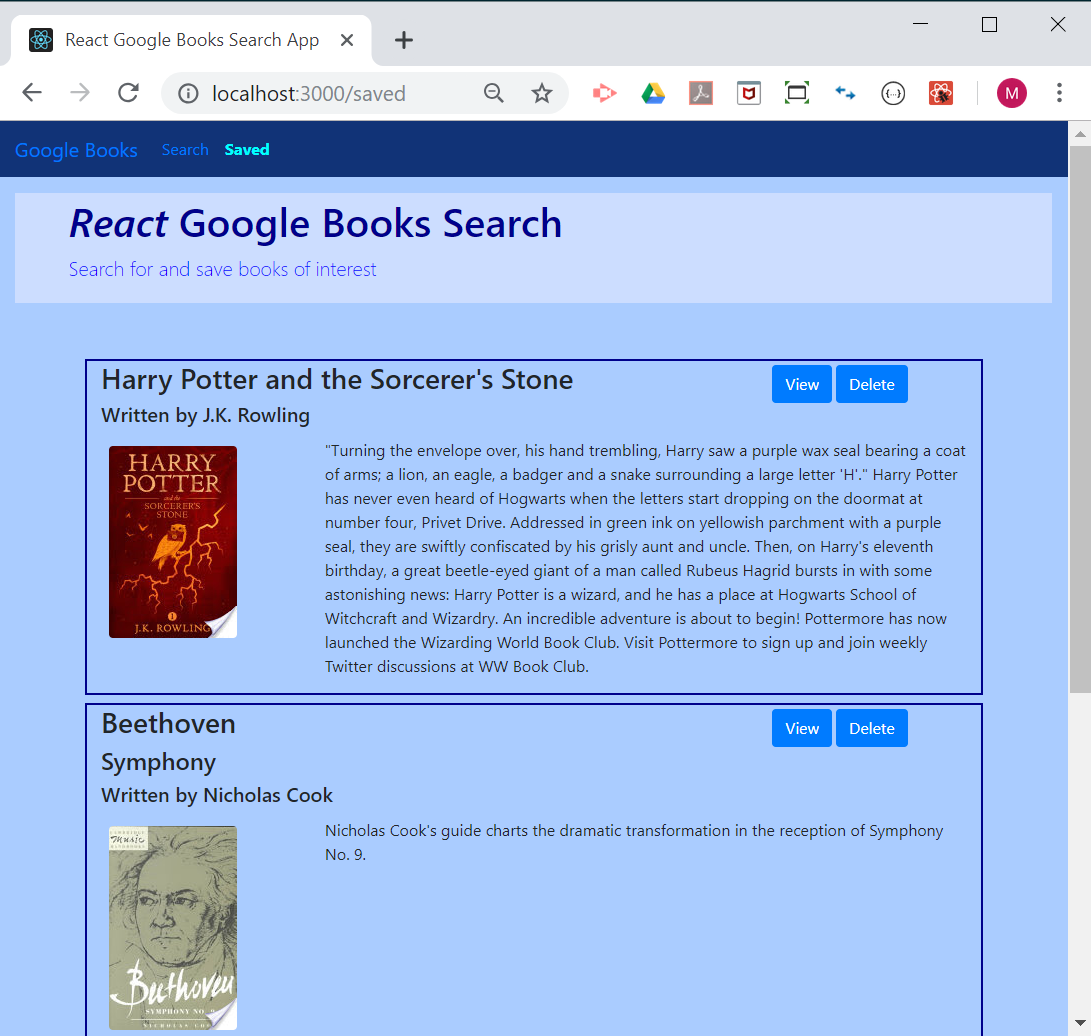 React Google Books Search App
localhost:3000/saved
M
Google Books Search Saved
React Google Books Search
Search for and save books of interest
Harry Potter and the Sorcerer's Stone
View Delete
Written by J.K. Rowling
HARRY
POTTER
and the
SORCERER'S
STONE
1
J.K. ROWLING
"Turning the envelope over, his hand trembling, Harry saw a purple wax seal bearing a coat
of arms; a lion, an eagle, a badger and a snake surrounding a large letter 'H'." Harry Potter
has never even heard of Hogwarts when the letters start dropping on the doormat at
number four, Privet Drive. Addressed in green ink on yellowish parchment with a purple
seal, they are swiftly confiscated by his grisly aunt and uncle. Then, on Harry's eleventh
birthday, a great beetle-eyed giant of a man called Rubeus Hagrid bursts in with some
astonishing news: Harry Potter is a wizard, and he has a place at Hogwarts School of
Witchcraft and Wizardry. An incredible adventure is about to begin! Pottermore has now
launched the Wizarding World Book Club. Visit Pottermore to sign up and join weekly
Twitter discussions at WW Book Club.
Beethoven
View Delete
Symphony
Written by Nicholas Cook
CAMBRIDGE
Music
HANDBOOKS
Beethoven
SYMPHONY NO. 9
NICHOLAS
Nicholas Cook's guide charts the dramatic transformation in the reception of Symphony
No. 9.